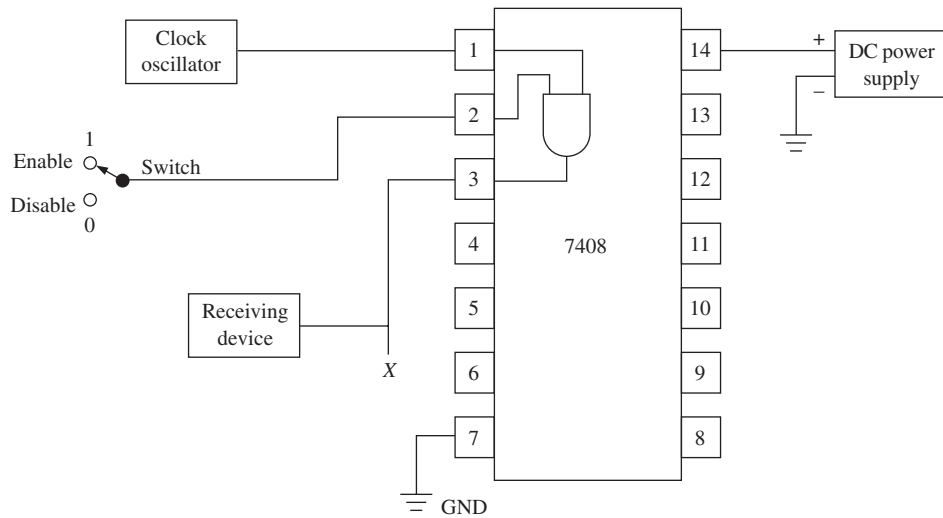 Clock
oscillator
1
Enable
Switch
Disable
0
Receiving
device
X
1
2
3
4
5
6
7
GND
7408
14
13
12
11
10
9
8
+
−
DC power
supply